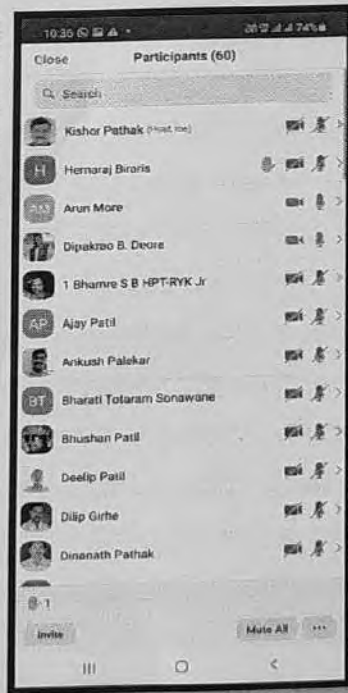 10:36
74%
Close
Participants (60)
Search
Kishor Pathak (Host, me)
H
Hemaraj Biraris
Arun More
Dipakrao B. Deore
1 Bhamre S B HPT-RYK Jr
AP
Ajay Patil
Ankush Palekar
BT
Bharati Totaram Sonawane
Bhushan Patil
Deelip Patil
Dilip Girhe
Dinanath Pathak
1
Invite
Mute All